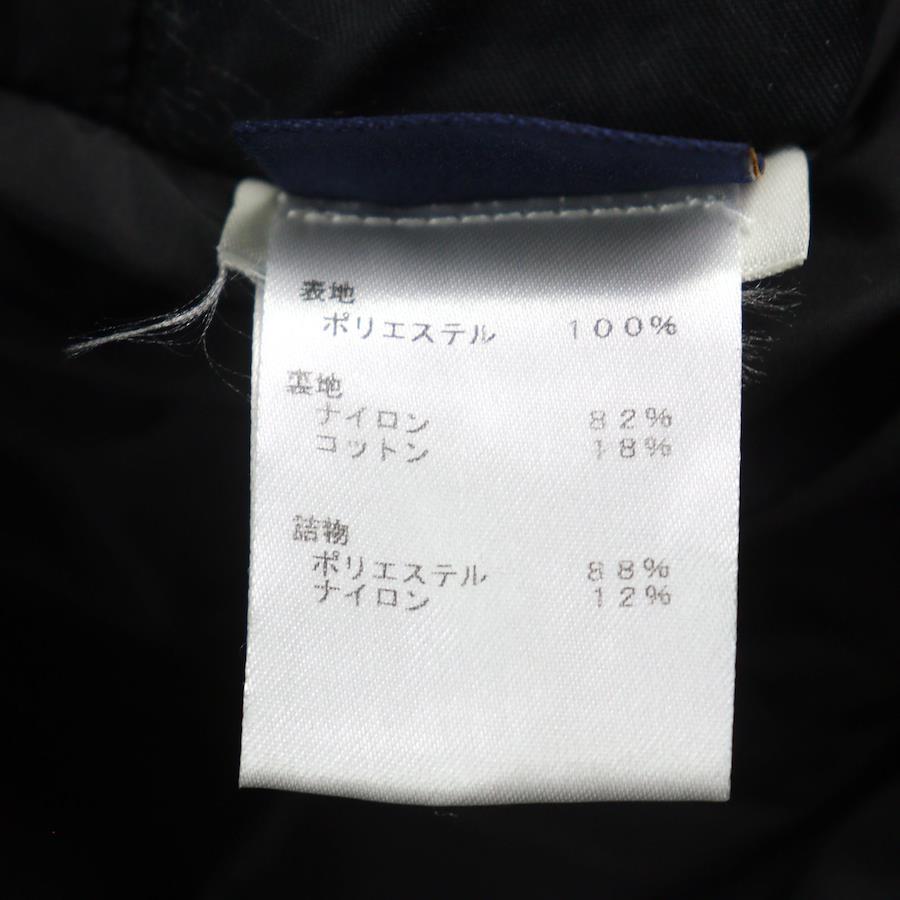 表地
ポリエステル 100%
裏地
ナイロン 82%
コットン 18%
詰物
ポリエステル 88%
ナイロン 12%